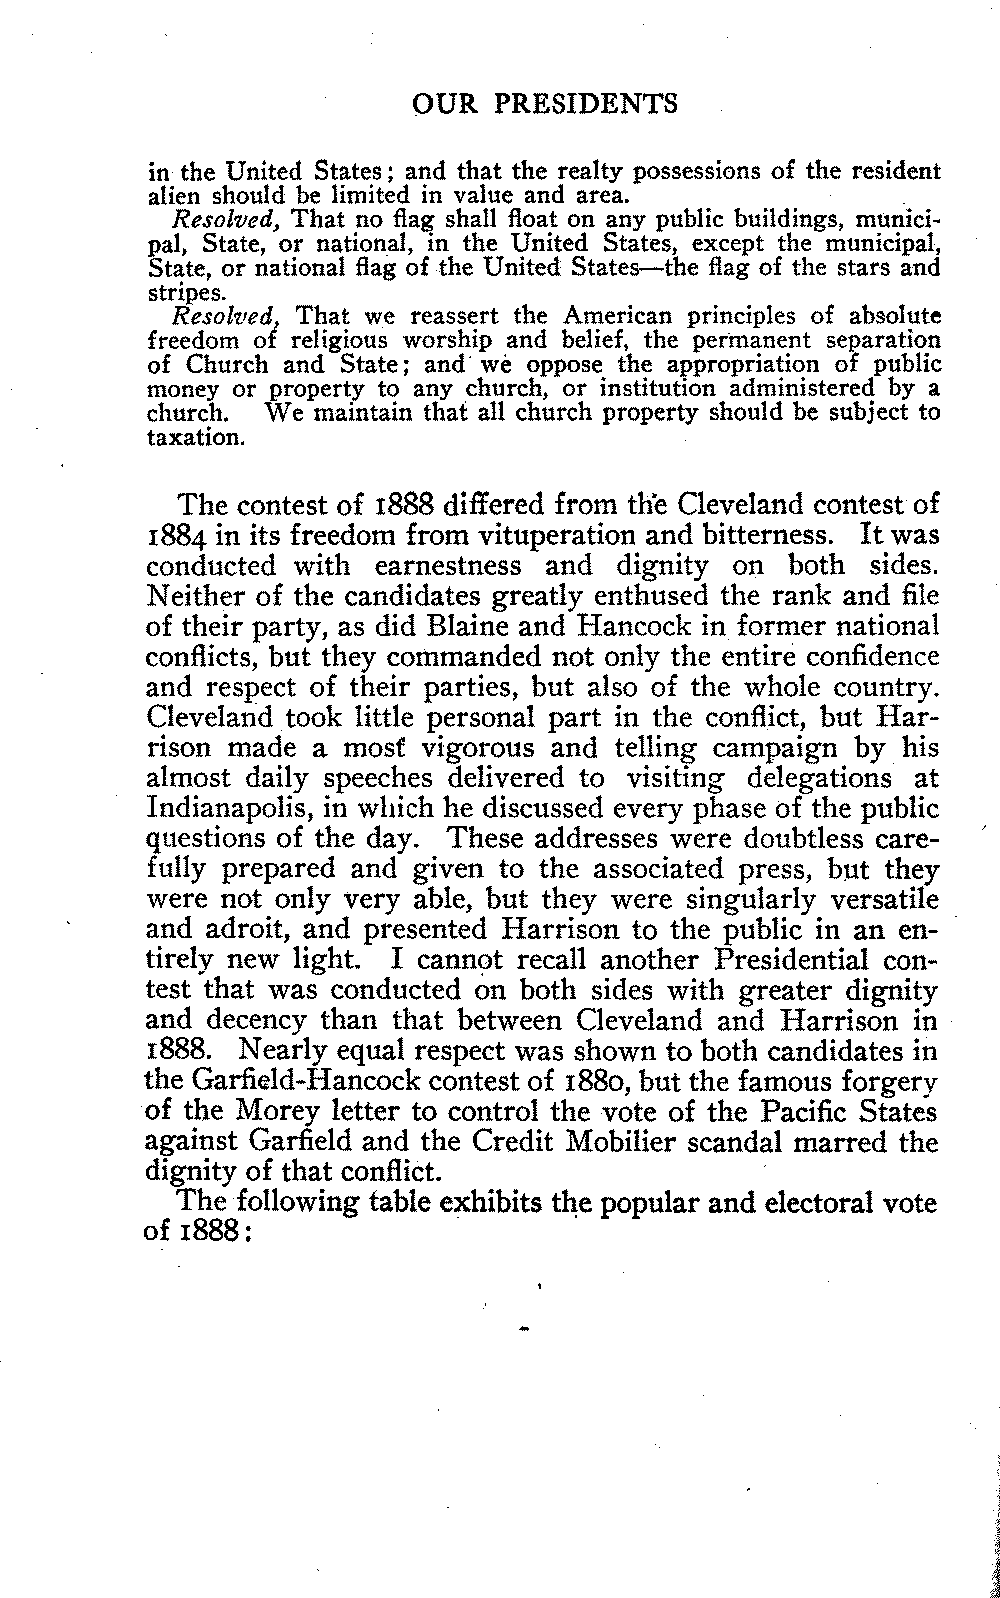 OUR PRESIDENTS
in the United States; and that the realty possessions of the resident
alien should be limited in value and area.
Resolved, That no flag shall float on any public buildings, munici-
pal, State, or national, in the United States, except the municipal,
State, or national flag of the United States—the flag of the stars and
stripes.
Resolved, That we reassert the American principles of absolute
freedom of religious worship and belief, the permanent separation
of Church and State; and we oppose the appropriation of public
money or property to any church, or institution administered by a
church. We maintain that all church property should be subject to
taxation.
The contest of 1888 differed from the Cleveland contest of
1884 in its freedom from vituperation and bitterness. It was
conducted with earnestness and dignity on both sides.
Neither of the candidates greatly enthused the rank and file
of their party, as did Blaine and Hancock in former national
conflicts, but they commanded not only the entire confidence
and respect of their parties, but also of the whole country.
Cleveland took little personal part in the conflict, but Har-
rison made a most vigorous and telling campaign by his
almost daily speeches delivered to visiting delegations at
Indianapolis, in which he discussed every phase of the public
questions of the day. These addresses were doubtless care-
fully prepared and given to the associated press, but they
were not only very able, but they were singularly versatile
and adroit, and presented Harrison to the public in an en-
tirely new light. I cannot recall another Presidential con-
test that was conducted on both sides with greater dignity
and decency than that between Cleveland and Harrison in
1888. Nearly equal respect was shown to both candidates in
the Garfield-Hancock contest of 1880, but the famous forgery
of the Morey letter to control the vote of the Pacific States
against Garfield and the Credit Mobilier scandal marred the
dignity of that conflict.
The following table exhibits the popular and electoral vote
of 1888: